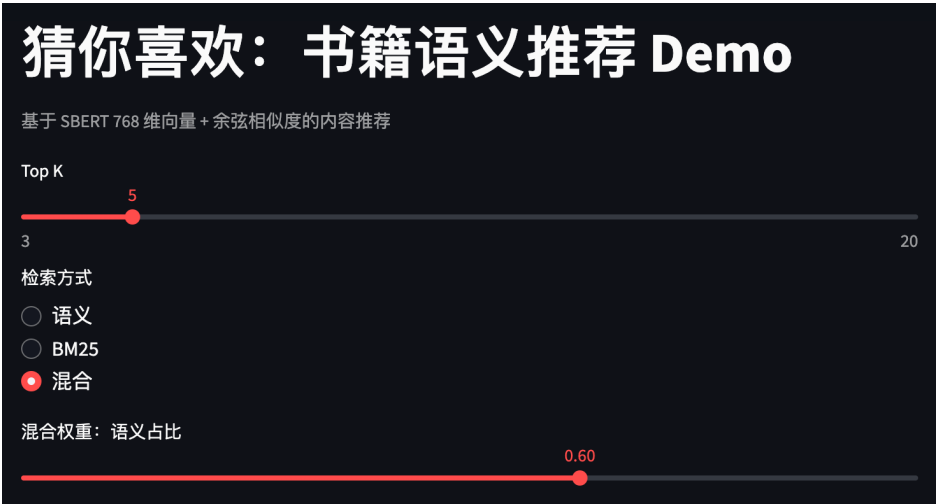 猜你喜欢：书籍语义推荐 Demo
基于 SBERT 768 维向量 + 余弦相似度的内容推荐
Top K
5
3 20
检索方式
语义
BM25
混合
混合权重：语义占比
0.60